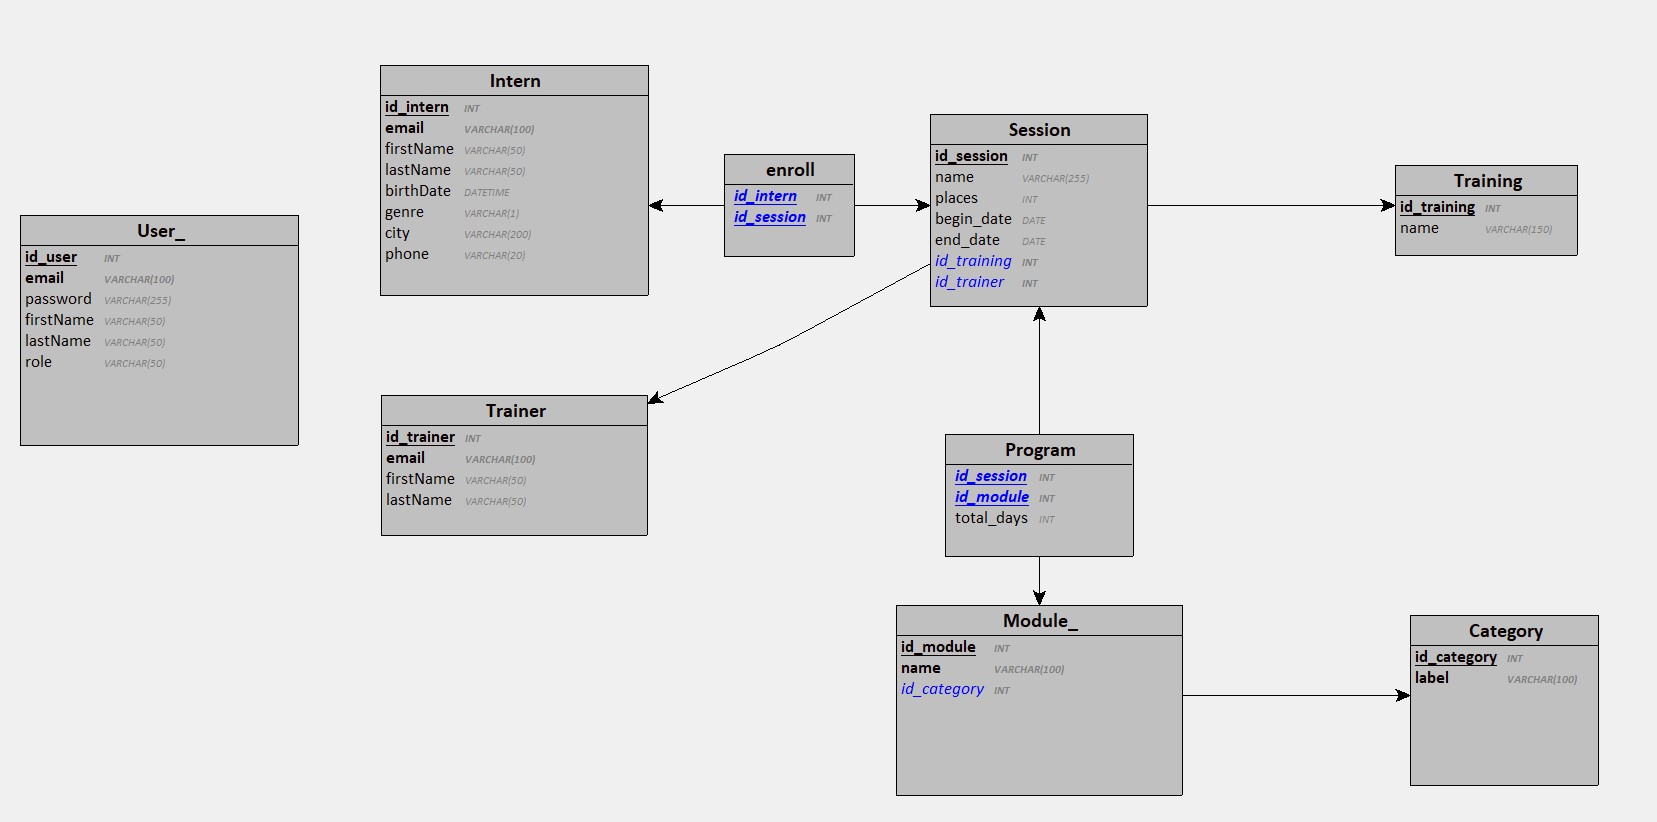 User_
id_user INT
email VARCHAR(100)
password VARCHAR(255)
firstName VARCHAR(50)
lastName VARCHAR(50)
role VARCHAR(50)
Intern
id_intern INT
email VARCHAR(100)
firstName VARCHAR(50)
lastName VARCHAR(50)
birthDate DATETIME
genre VARCHAR(1)
city VARCHAR(200)
phone VARCHAR(20)
Trainer
id_trainer INT
email VARCHAR(100)
firstName VARCHAR(50)
lastName VARCHAR(50)
enroll
id_intern INT
id_session INT
Session
id_session INT
name VARCHAR(255)
places INT
begin_date DATE
end_date DATE
id_training INT
id_trainer INT
Training
id_training INT
name VARCHAR(150)
Program
id_session INT
id_module INT
total_days INT
Module_
id_module INT
name VARCHAR(100)
id_category INT
Category
id_category INT
label VARCHAR(100)